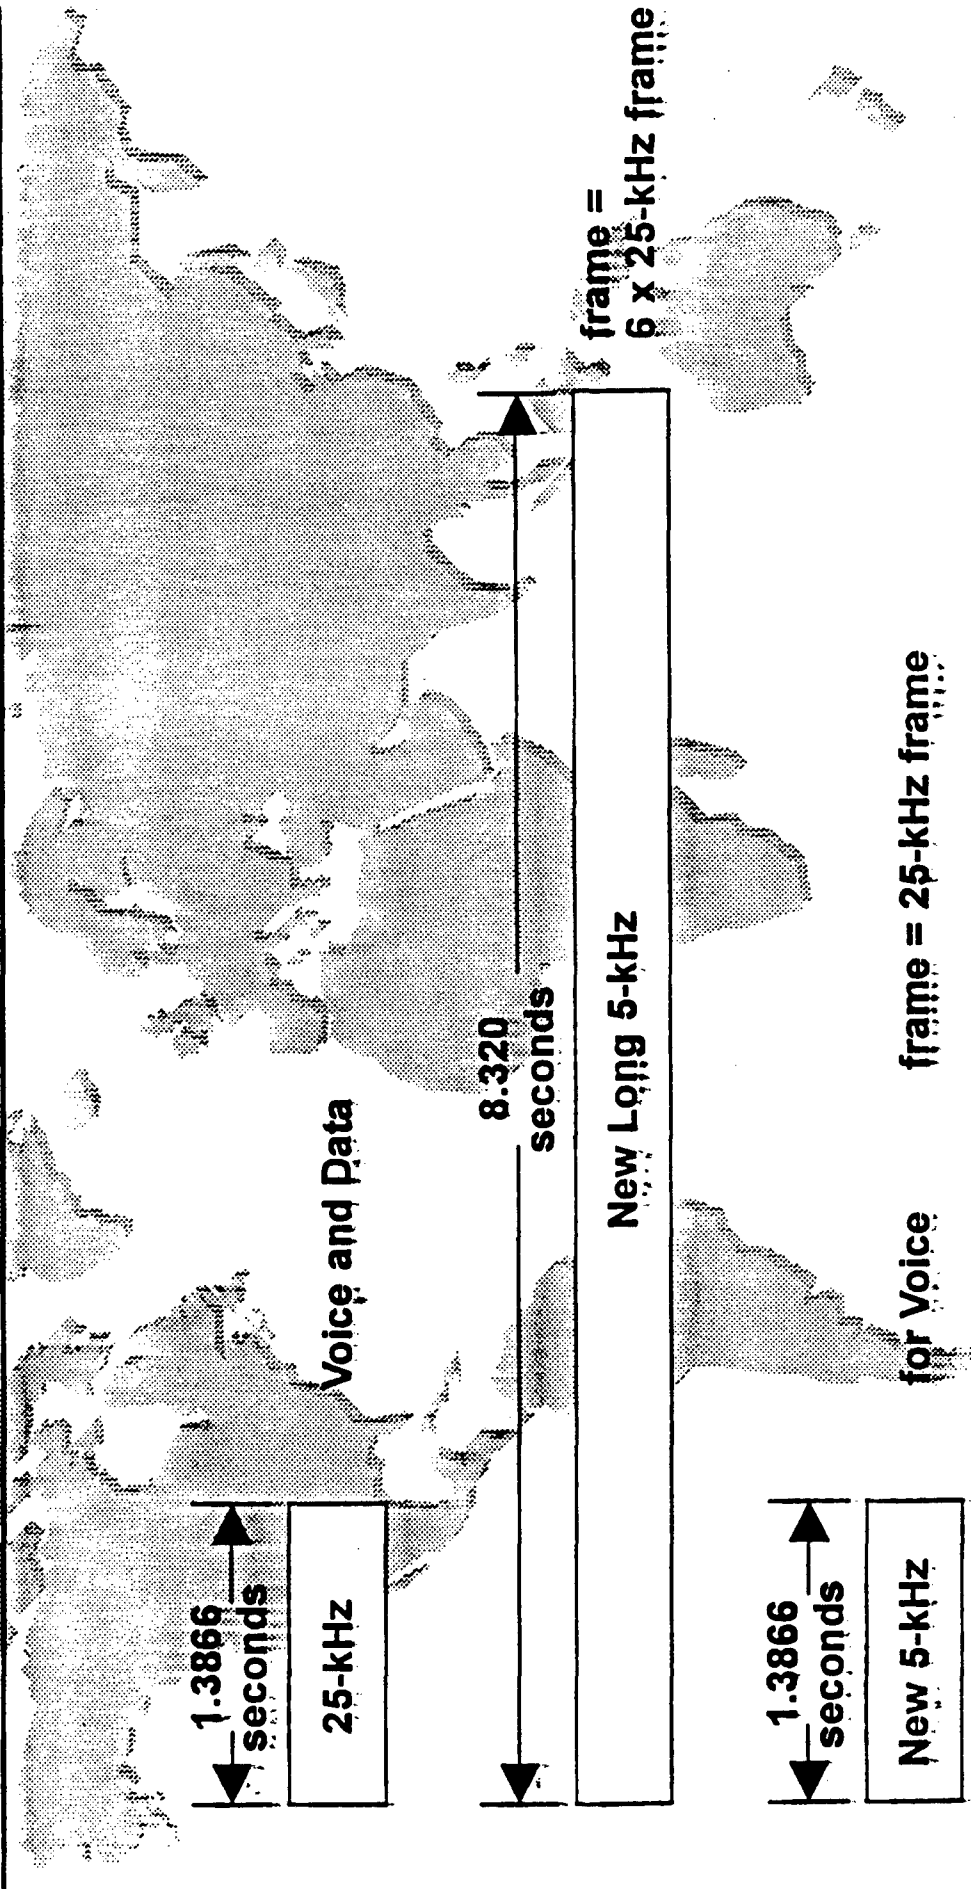 1.3866
seconds
25-kHz
Voice and Data
8.320
seconds
New Long 5-kHz
frame =
6 x 25-kHz frame
1.3866
seconds
New 5-kHz
for Voice
frame = 25-kHz frame